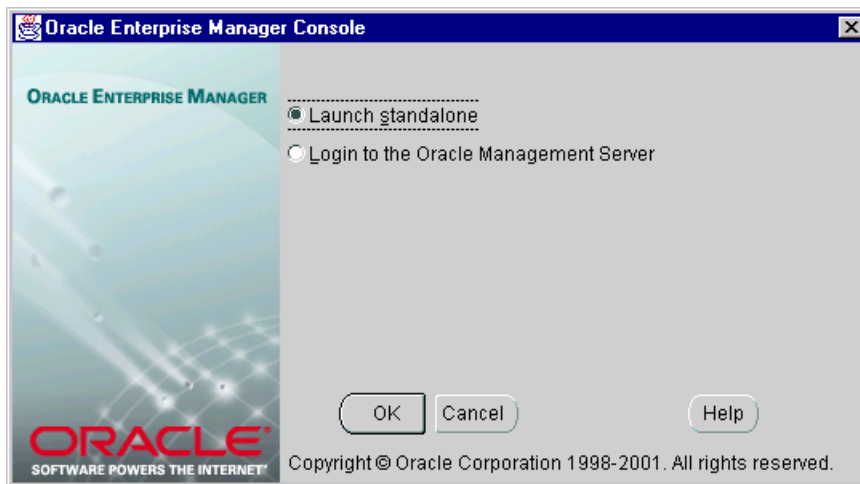 Oracle Enterprise Manager Console
ORACLE ENTERPRISE MANAGER
Launch standalone
Login to the Oracle Management Server
OK Cancel Help
ORACLE®
SOFTWARE POWERS THE INTERNET™
Copyright © Oracle Corporation 1998-2001. All rights reserved.